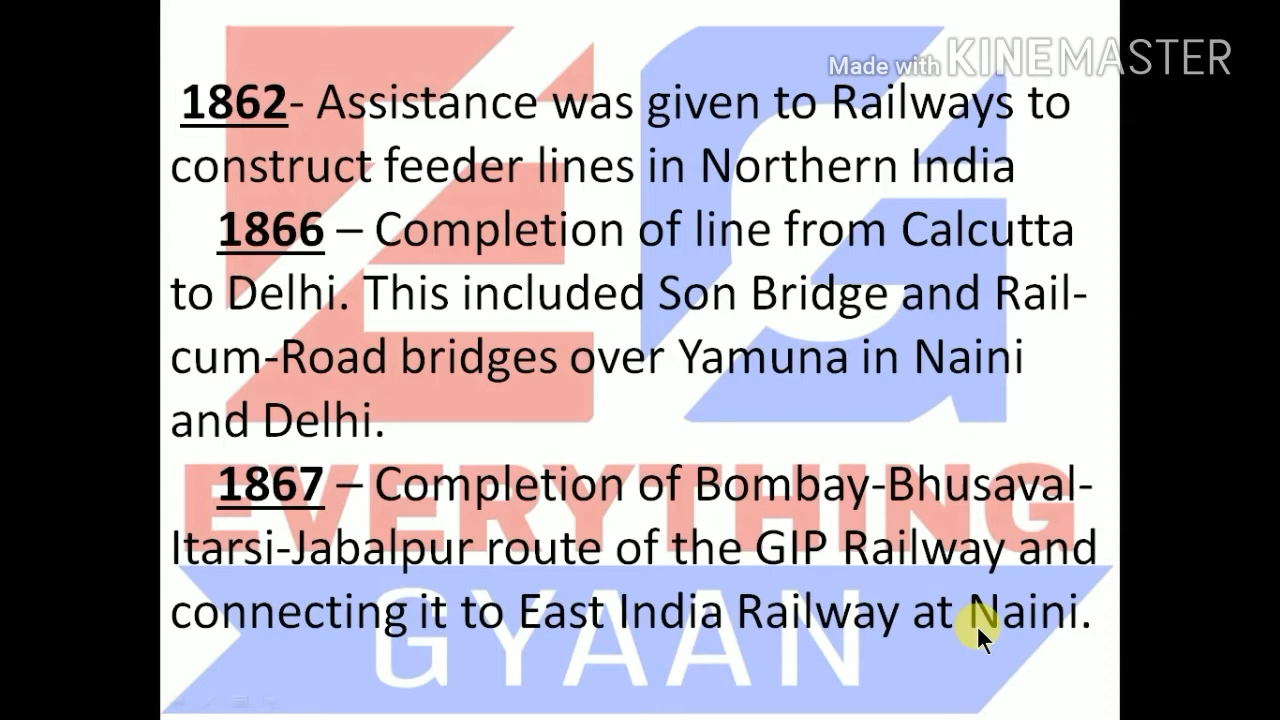 Made with KINEMASTER
1862- Assistance was given to Railways to
construct feeder lines in Northern India
1866 – Completion of line from Calcutta
to Delhi. This included Son Bridge and Rail-
cum-Road bridges over Yamuna in Naini
and Delhi.
1867 – Completion of Bombay-Bhusaval-
Itarsi-Jabalpur route of the GIP Railway and
connecting it to East India Railway at Naini.
EG
EVERYTHING
GYAAN